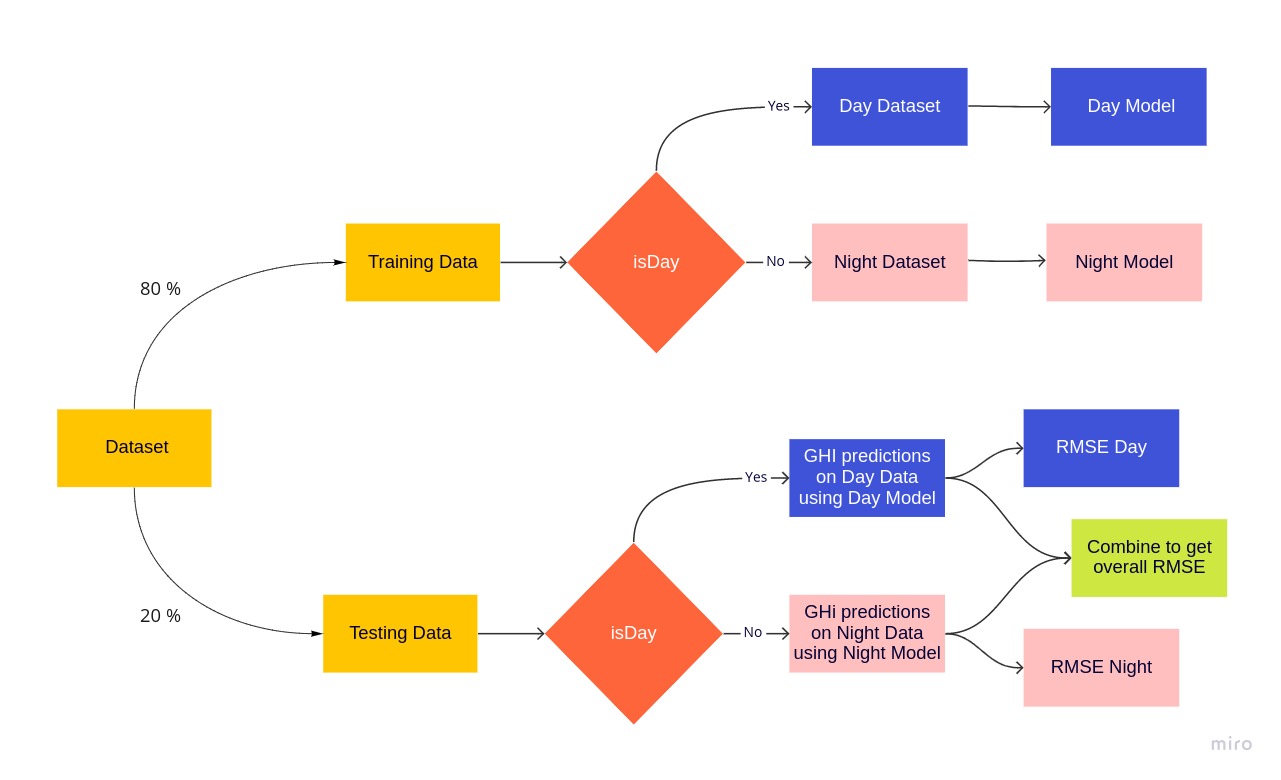 Yes
Day Dataset
Day Model
80 %
Training Data
isDay
No
Night Dataset
Night Model
Dataset
20 %
Testing Data
isDay
Yes
GHI predictions
on Day Data
using Day Model
RMSE Day
Combine to get
overall RMSE
No
GHi predictions
on Night Data
using Night Model
RMSE Night
miro